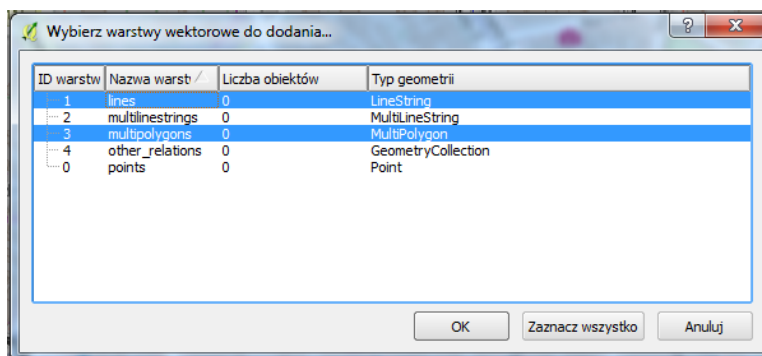 Wybierz warstwy wektorowe do dodania...
ID warstw Nazwa warst Liczba obiektów Typ geometrii
1 lines 0 LineString
2 multilinestrings 0 MultiLineString
3 multipolygons 0 MultiPolygon
4 other_relations 0 GeometryCollection
0 points 0 Point
OK Zaznacz wszystko Anuluj